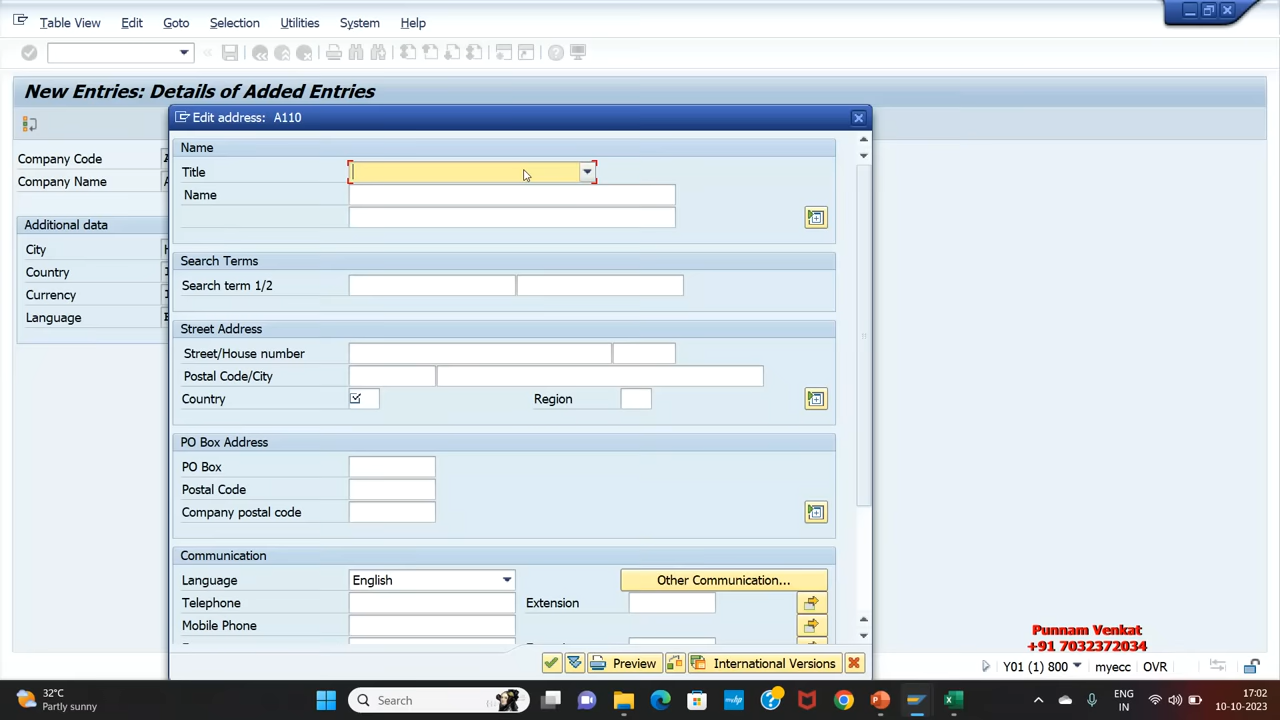 Table View Edit Goto Selection Utilities System Help
New Entries: Details of Added Entries
Edit address: A110
Company Code
Company Name
Additional data
City
Country
Currency
Language
Name
Title
Name
Search Terms
Search term 1/2
Street Address
Street/House number
Postal Code/City
Country Region
PO Box Address
PO Box
Postal Code
Company postal code
Communication
Language English Other Communication...
Telephone Extension
Mobile Phone
Preview International Versions
Punnam Venkat
+91 7032372034
Y01 (1) 800 myecc OVR
32°C
Partly sunny
Search
ENG
IN
17:02
10-10-2023